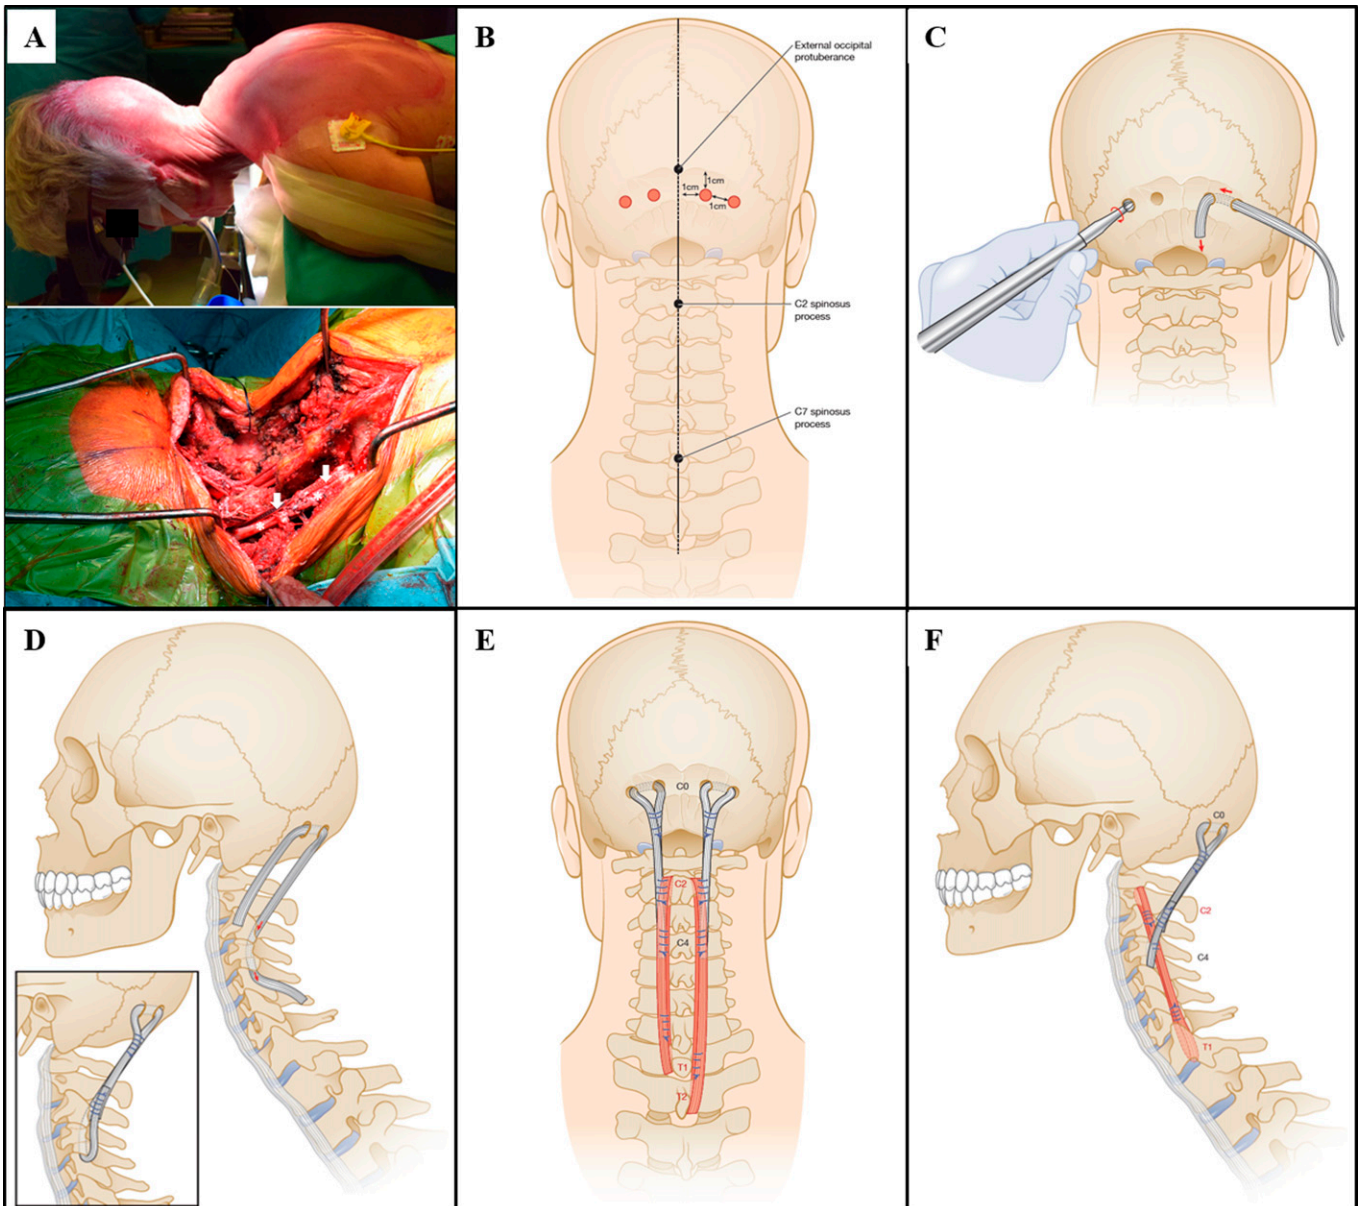 A
B
External occipital
protuberance
1cm
1cm
1cm
C2 spinosus
process
C7 spinosus
process
C
D
E
C0
C2
C4
T1
T2
F
C0
C2
C4
T1